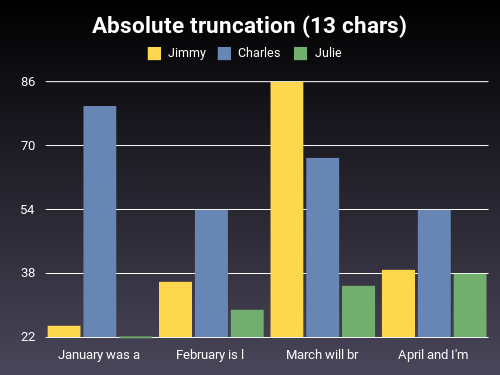 Absolute truncation (13 chars)
Jimmy Charles Julie
86
70
54
38
22
January was a February is l March will br April and I'm